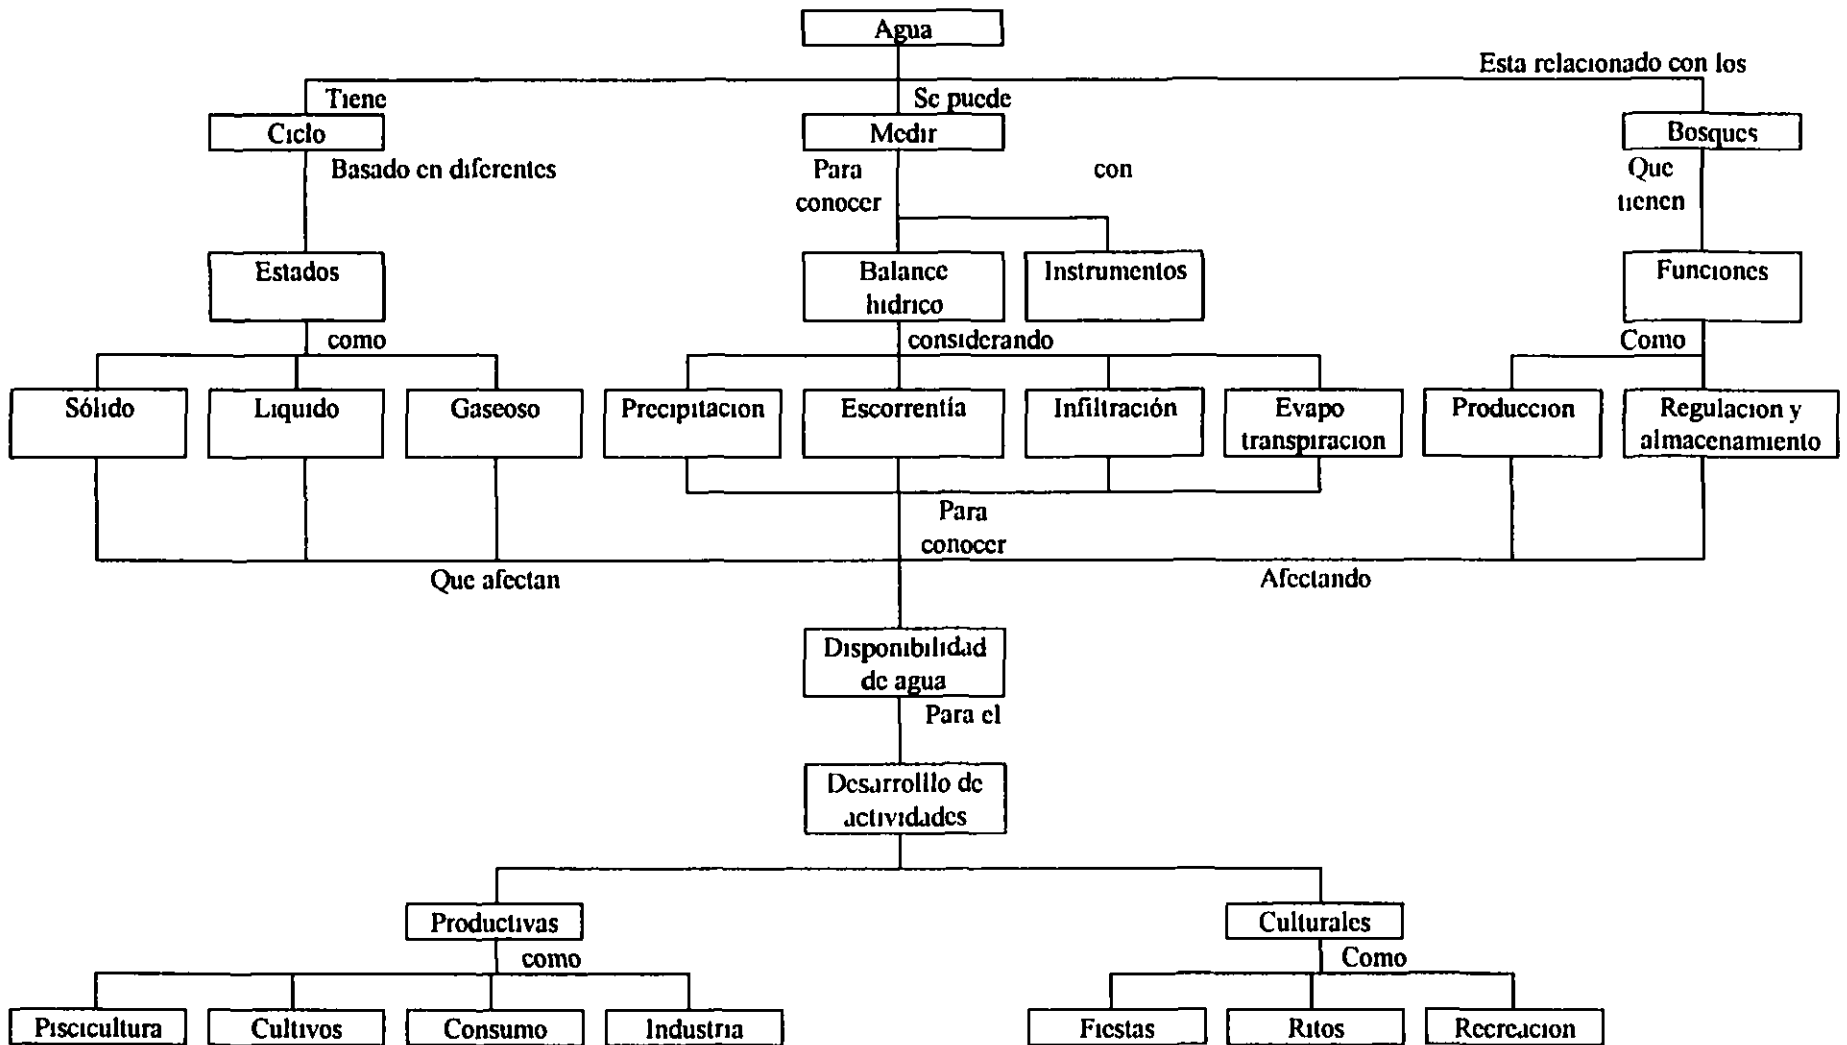 Agua
Esta relacionado con los
Tiene
Se puede
Ciclo
Medir
Bosques
Basado en diferentes
Para
conocer
con
Que
tienen
Estados
Balance
hidrico
Instrumentos
Funciones
como
considerando
Como
Sólido
Liquido
Gaseoso
Precipitacion
Escorrentía
Infiltración
Evapo
transpiracion
Produccion
Regulacion y
almacenamiento
Para
conocer
Que afectan
Afectando
Disponibilidad
de agua
Para el
Desarrolllo de
actividades
Productivas
Culturales
como
Como
Piscicultura
Cultivos
Consumo
Industria
Fiestas
Ritos
Recreacion